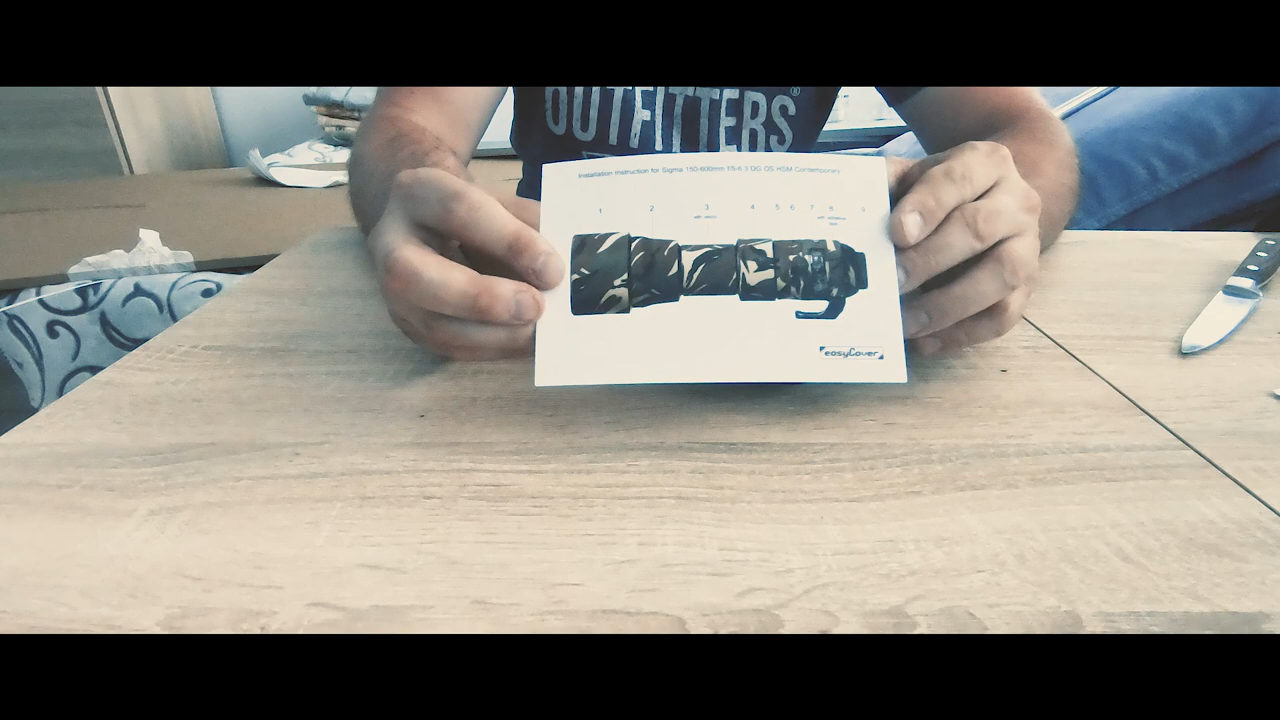 OUTFITTERS®
Installation Instruction for Sigma 150-600mm f/5-6.3 DG OS HSM Contemporary
1 2 3 4 5 6 7 8 9
easyCover